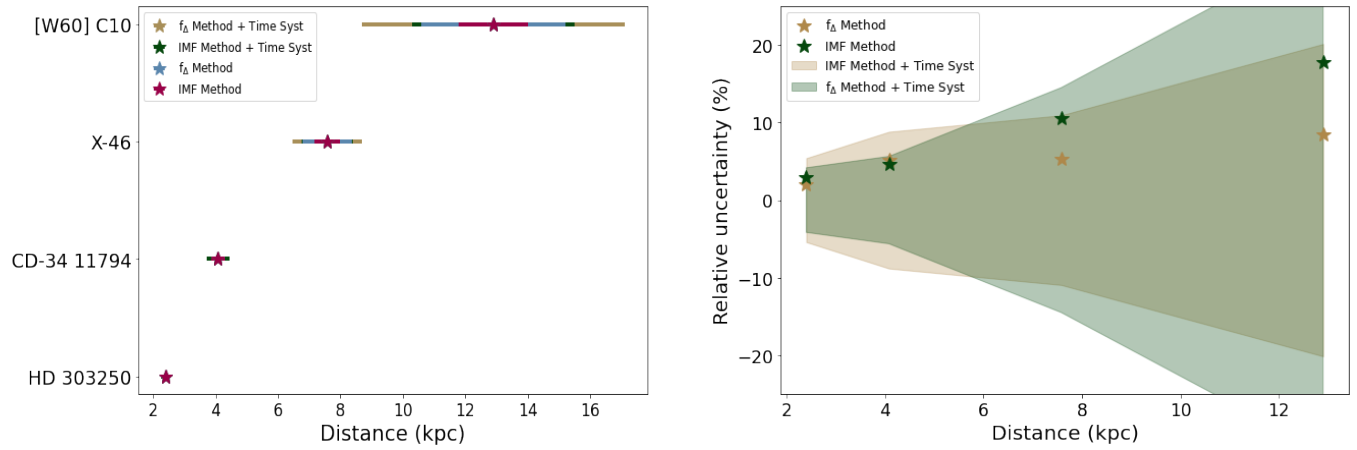 [W60] C10
X-46
CD-34 11794
HD 303250
f_Δ Method + Time Syst
IMF Method + Time Syst
f_Δ Method
IMF Method
2 4 6 8 10 12 14 16
Distance (kpc)
Relative uncertainty (%)
20
10
0
−10
−20
f_Δ Method
IMF Method
IMF Method + Time Syst
f_Δ Method + Time Syst
2 4 6 8 10 12
Distance (kpc)